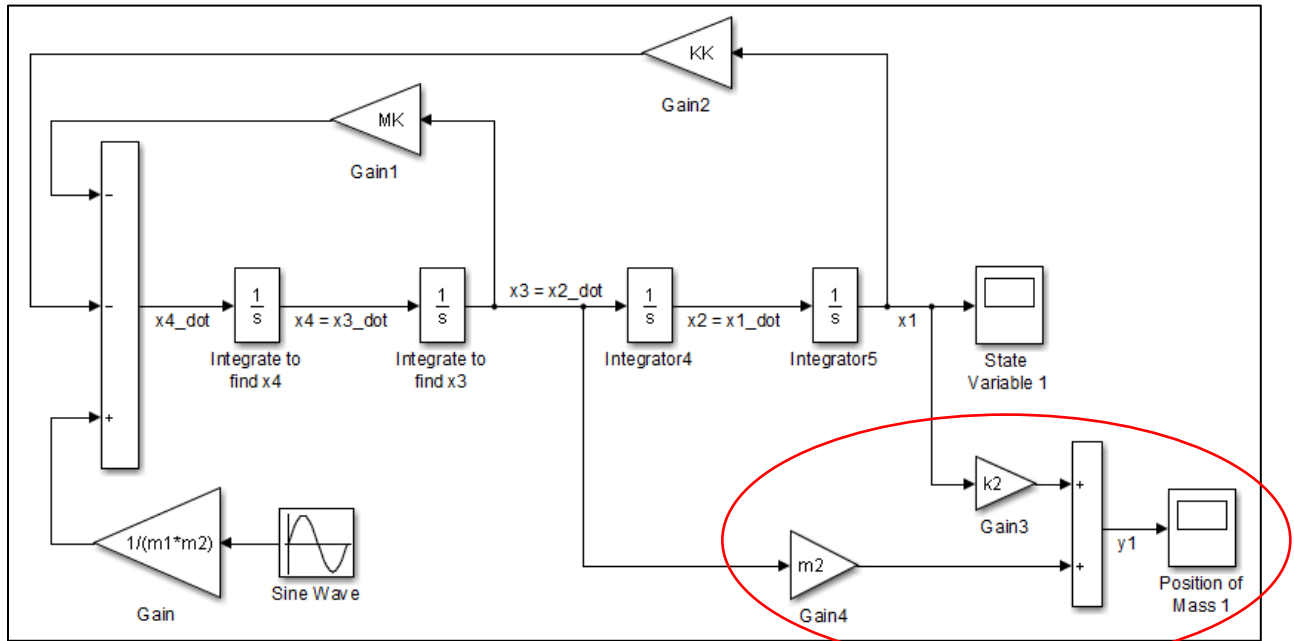 KK
Gain2
MK
Gain1
-
-
+
x4_dot
1
s
Integrate to
find x4
x4 = x3_dot
1
s
Integrate to
find x3
x3 = x2_dot
1
s
Integrator4
x2 = x1_dot
1
s
Integrator5
x1
State
Variable 1
1/(m1*m2)
Gain
Sine Wave
k2
Gain3
m2
Gain4
+
+
y1
Position of
Mass 1